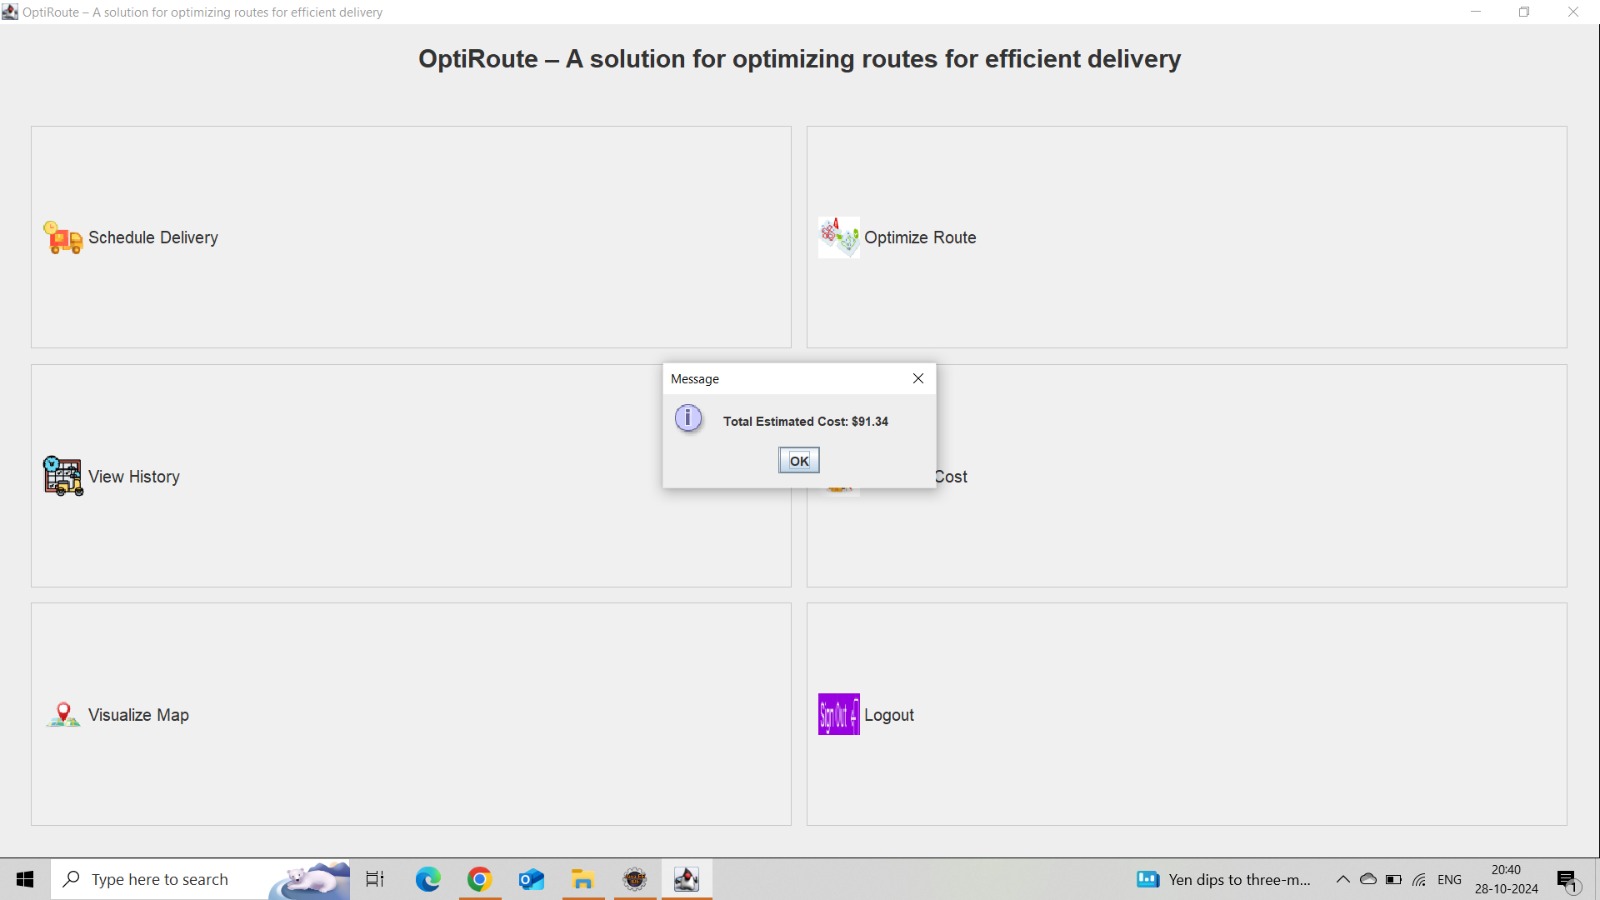 OptiRoute – A solution for optimizing routes for efficient delivery
OptiRoute – A solution for optimizing routes for efficient delivery
Schedule Delivery
Optimize Route
Message
Total Estimated Cost: $91.34
OK
View History
Cost
Visualize Map
Sign Out
Logout
Type here to search
Yen dips to three-m...
ENG
20:40
28-10-2024
1